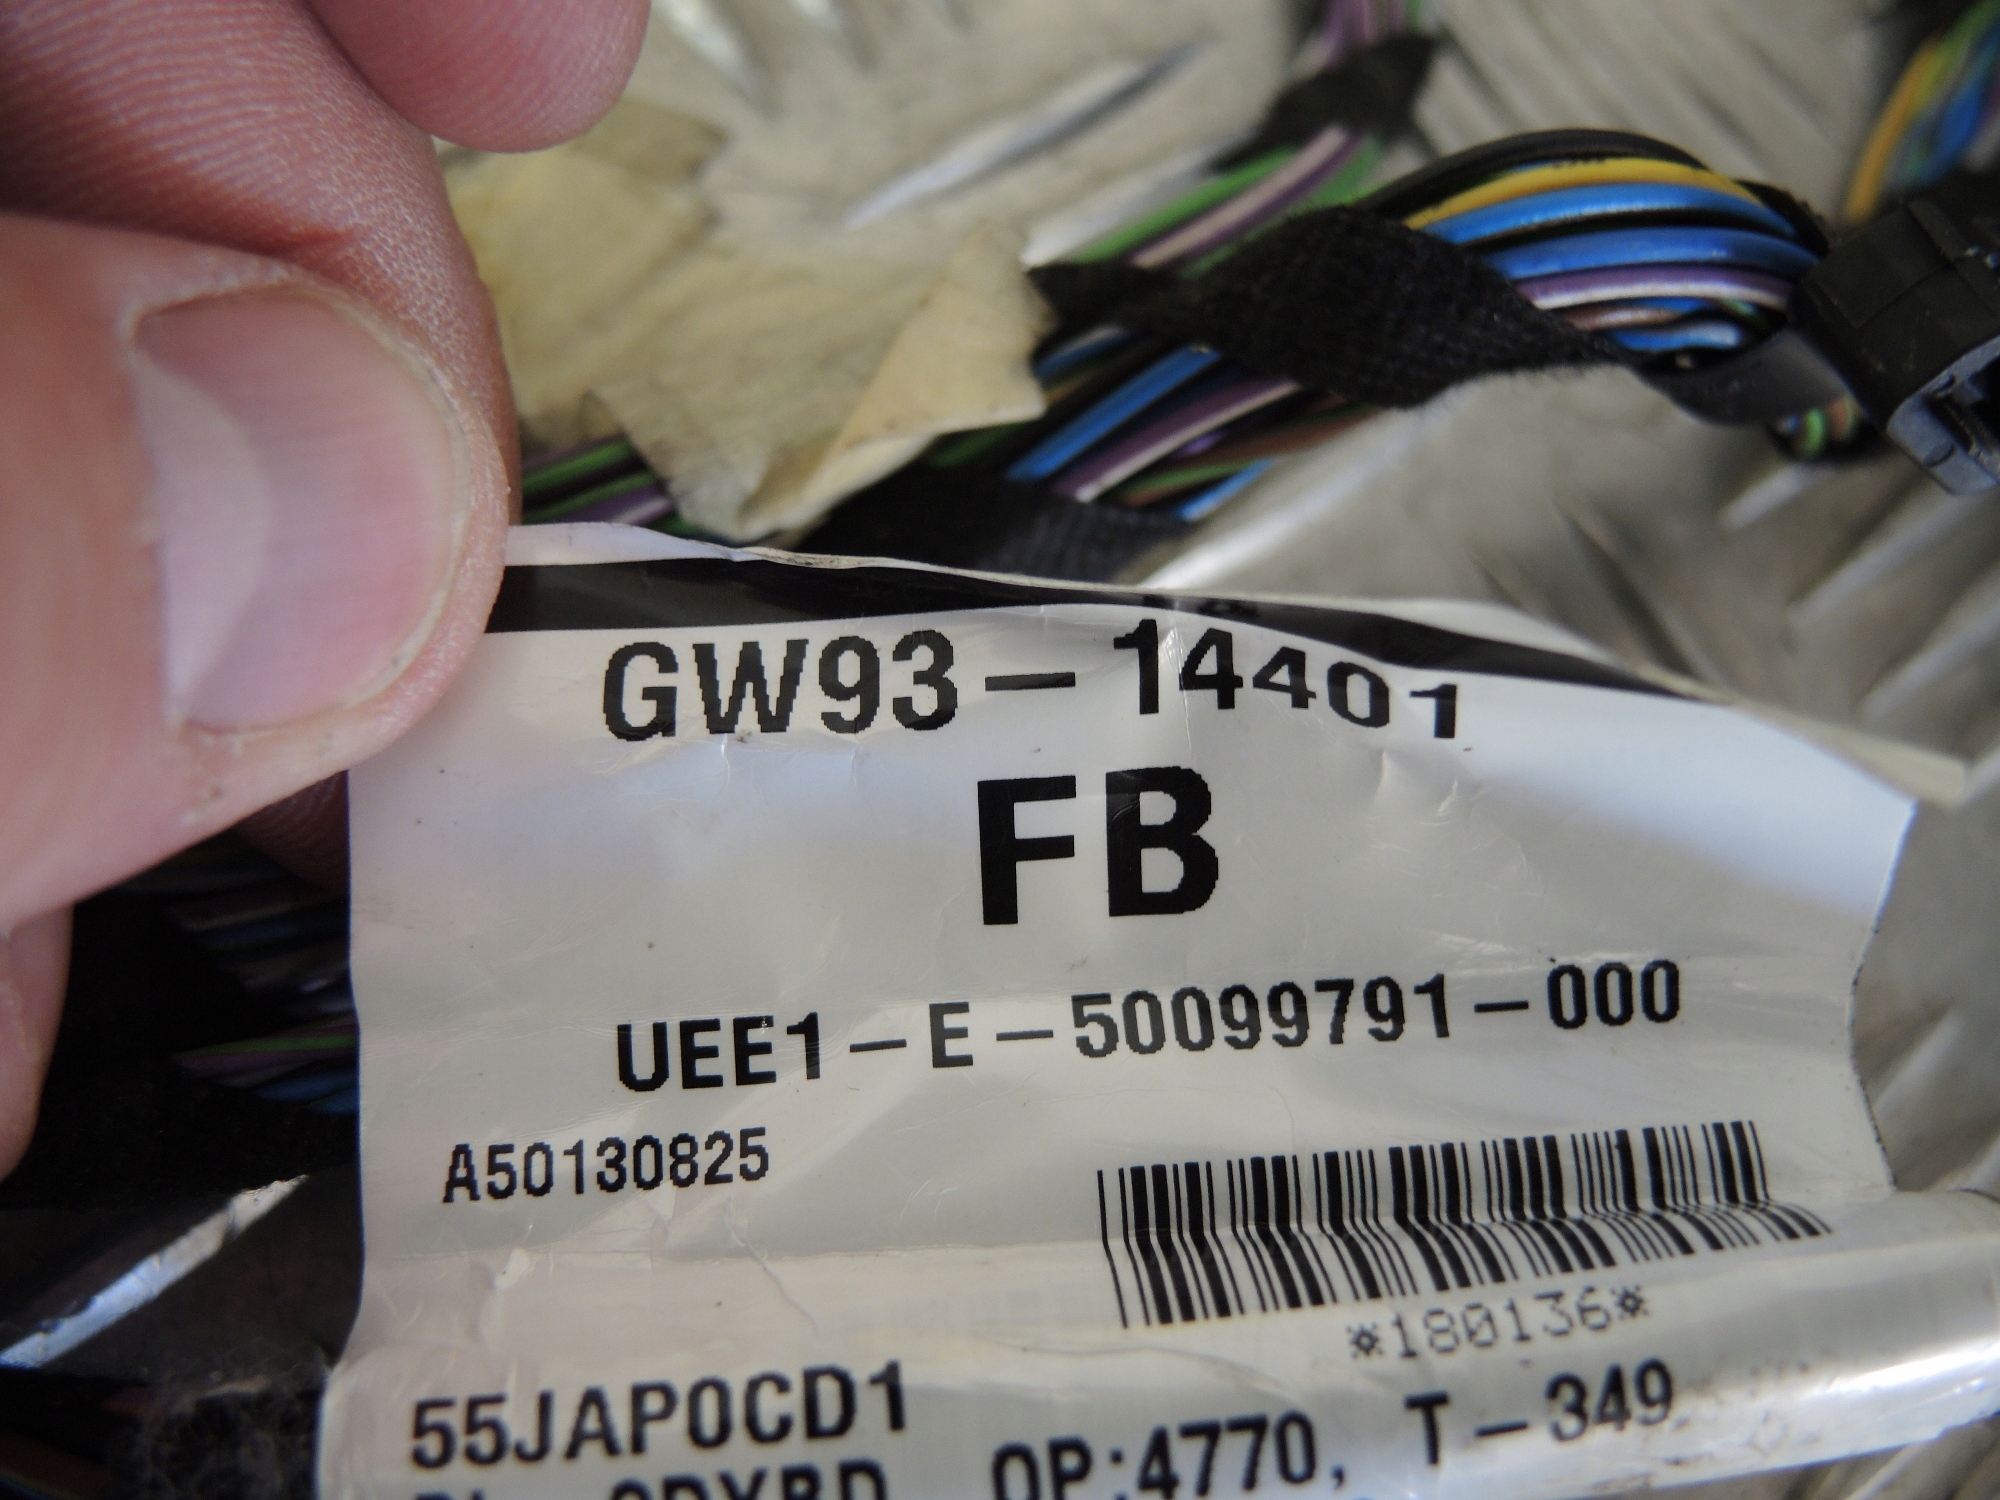 GW93-14401
FB
UEE1-E-50099791-000
A50130825
*180136*
55JAP0CD1
OP:4770, T-349